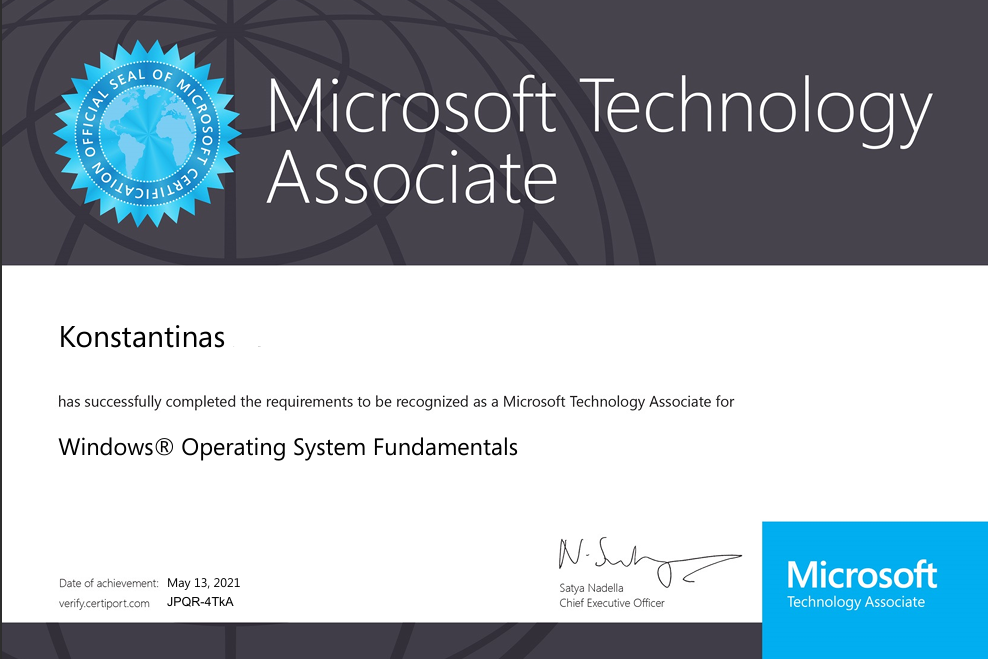 OFFICIAL SEAL OF MICROSOFT CERTIFICATION
Microsoft Technology
Associate
Konstantinas
has successfully completed the requirements to be recognized as a Microsoft Technology Associate for
Windows® Operating System Fundamentals
Date of achievement: May 13, 2021
verify.certiport.com JPQR-4TkA
Satya Nadella
Chief Executive Officer
Microsoft
Technology Associate